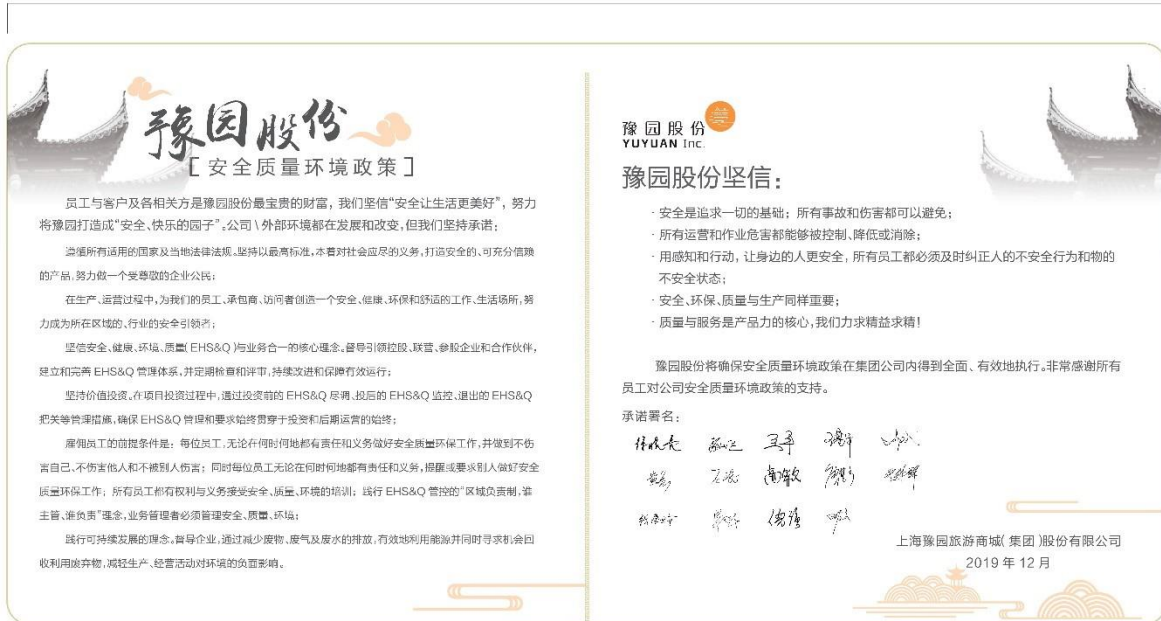 豫园股份
[安全质量环境政策]
员工与客户及各相关方是豫园股份最宝贵的财富，我们坚信“安全让生活更美好”，努力
将豫园打造成“安全、快乐的园子”。公司\外部环境都在发展和改变，但我们坚持承诺：
遵循所有适用的国家及当地法律法规。坚持以最高标准，本着对社会应尽的义务，打造安全的、可充分信赖
的产品，努力做一个受尊敬的企业公民；
在生产、运营过程中，为我们的员工、承包商、访问者创造一个安全、健康、环保和舒适的工作、生活场所，努
力成为所在区域的、行业的安全引领者；
坚信安全、健康、环境、质量(EHS&Q)与业务合一的核心理念。督导引领控股、联营、参股企业和合作伙伴，
建立和完善EHS&Q管理体系，并定期检查和评审，持续改进和保障有效运行；
坚持价值投资。在项目投资过程中，通过投资前的EHS&Q尽调、投后的EHS&Q监控、退出的EHS&Q
把关等管理措施，确保EHS&Q管理和要求始终贯穿于投资和后期运营的始终；
雇佣员工的前提条件是：每位员工，无论在何时何地都有责任和义务做好安全质量环保工作，并做到不伤
害自己、不伤害他人和不被别人伤害；同时每位员工无论在何时何地都有责任和义务，提醒或要求别人做好安全
质量环保工作；所有员工都有权利与义务接受安全、质量、环境的培训；践行EHS&Q管控的“区域负责制，谁
主管、谁负责”理念，业务管理者必须管理安全、质量、环境；
践行可持续发展的理念。督导企业，通过减少废物、废气及废水的排放，有效地利用能源并同时寻求机会回
收利用废弃物，减轻生产、经营活动对环境的负面影响。
豫园股份
YUYUAN Inc.
豫园股份坚信：
·安全是追求一切的基础；所有事故和伤害都可以避免；
·所有运营和作业危害都能够被控制、降低或消除；
·用感知和行动，让身边的人更安全，所有员工都必须及时纠正人的不安全行为和物的
不安全状态；
·安全、环保、质量与生产同样重要；
·质量与服务是产品力的核心，我们力求精益求精！
豫园股份将确保安全质量环境政策在集团公司内得到全面、有效地执行。非常感谢所有
员工对公司安全质量环境政策的支持。
承诺署名：
上海豫园旅游商城(集团)股份有限公司
2019年12月